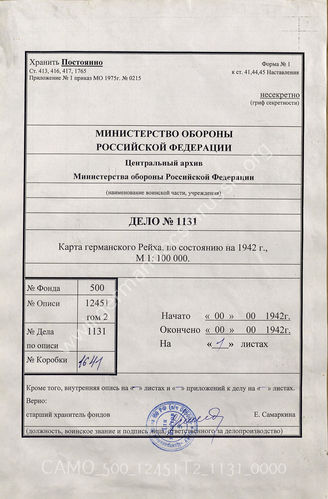 Хранить Постоянно
Ст. 413, 416, 417, 1765
Приложение № 1 приказ МО 1975г. № 0215
Форма № 1
к ст. 41,44,45 Наставления
несекретно
(гриф секретности)
МИНИСТЕРСТВО ОБОРОНЫ
РОССИЙСКОЙ ФЕДЕРАЦИИ
Центральный архив
Министерства обороны Российской Федерации
(наименование воинской части, учреждения)
ДЕЛО № 1131
Карта германского Рейха, по состоянию на 1942 г.,
М 1: 100 000.
№ Фонда 500
№ Описи 12451
том 2
№ Дела 1131
по описи
№ Коробки 1641
Начато « 00 » 00 1942г.
Окончено « 00 » 00 1942г.
На « 1 » листах
Кроме того, внутренняя опись на « » листах и « » приложений к делу на « » листах.
Верно:
старший хранитель фондов
Е. Самаркина
(должность, воинское звание и подпись лица, ответственного за делопроизводство)
CAMO_500_12451 T2_1131_0000